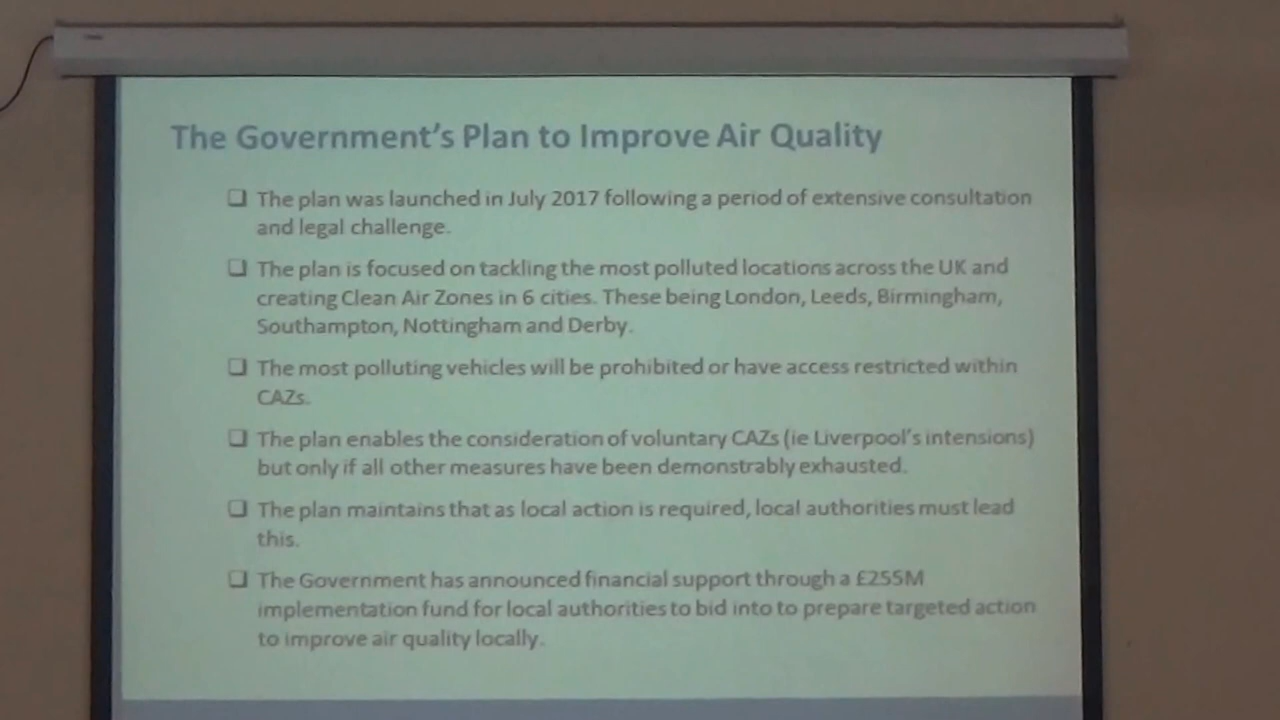 The Government's Plan to Improve Air Quality
❑ The plan was launched in July 2017 following a period of extensive consultation
and legal challenge.
❑ The plan is focused on tackling the most polluted locations across the UK and
creating Clean Air Zones in 6 cities. These being London, Leeds, Birmingham,
Southampton, Nottingham and Derby.
❑ The most polluting vehicles will be prohibited or have access restricted within
CAZs.
❑ The plan enables the consideration of voluntary CAZs (ie Liverpool's intensions)
but only if all other measures have been demonstrably exhausted.
❑ The plan maintains that as local action is required, local authorities must lead
this.
❑ The Government has announced financial support through a £255M
implementation fund for local authorities to bid into to prepare targeted action
to improve air quality locally.